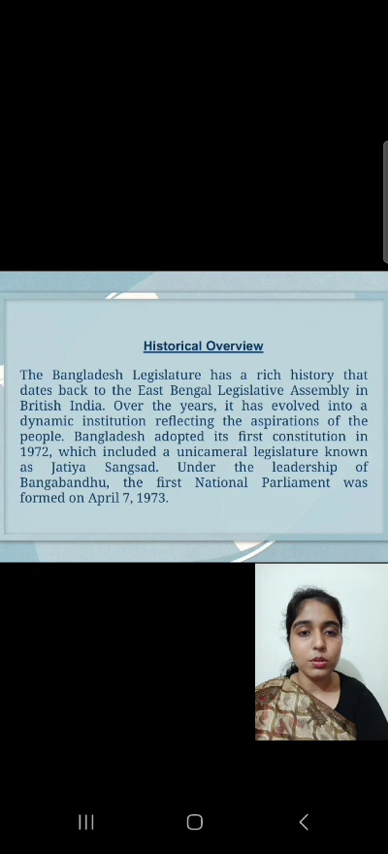 Historical Overview
The Bangladesh Legislature has a rich history that
dates back to the East Bengal Legislative Assembly in
British India. Over the years, it has evolved into a
dynamic institution reflecting the aspirations of the
people. Bangladesh adopted its first constitution in
1972, which included a unicameral legislature known
as Jatiya Sangsad. Under the leadership of
Bangabandhu, the first National Parliament was
formed on April 7, 1973.